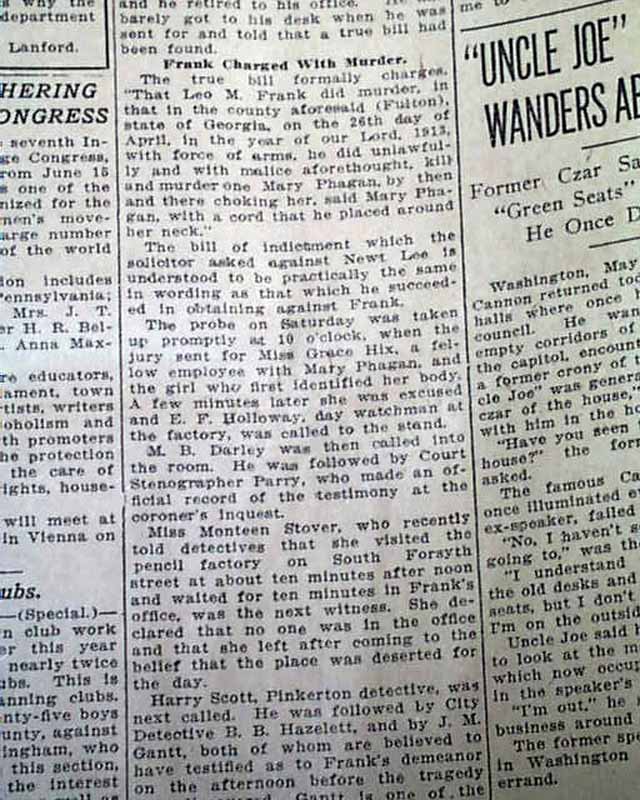 why the
department
Lanford.
HERING
ONGRESS
seventh In-
ge Congress,
rom June 15
s one of the
nized for the
men's move-
arge number
of the world
ion includes
Pennsylvania;
Mrs. J. T.
er H. R. Bel-
. Anna Max-
re educators,
iament, town
rtists, writers
oholism and
th promoters
he protection
the care of
ights, house-
will meet at
in Vienna on
ubs.
—(Special.)—
n club work
er this year
nearly twice
ubs. This is
anning clubs.
nty-five boys
unty, against
ingham, who
this section,
the interest
and he retired to his office.
barely got to his desk when he was
sent for and told that a true bill had
been found.
Frank Charged With Murder.
The true bill formally charges,
"That Leo M. Frank did murder, in
that in the county aforesaid (Fulton),
state of Georgia, on the 26th day of
April, in the year of our Lord, 1913,
with force of arms, he did unlawful-
ly and with malice aforethought, kill
and murder one Mary Phagan, by then
and there choking her, said Mary Pha-
gan, with a cord that he placed around
her neck."
The bill of indictment which the
solicitor asked against Newt Lee is
understood to be practically the same
in wording as that which he succeed-
ed in obtaining against Frank.
The probe on Saturday was taken
up promptly at 10 o'clock, when the
jury sent for Miss Grace Hix, a fel-
low employee with Mary Phagan, and
the girl who first identified her body.
A few minutes later she was excused
and E. F. Holloway, day watchman at
the factory, was called to the stand.
M. B. Darley was then called into
the room. He was followed by Court
Stenographer Parry, who made an of-
ficial record of the testimony at the
coroner's inquest.
Miss Monteen Stover, who recently
told detectives that she visited the
pencil factory on South Forsyth
street at about ten minutes after noon
and waited for ten minutes in Frank's
office, was the next witness. She de-
clared that no one was in the office
and that she left after coming to the
belief that the place was deserted for
the day.
Harry Scott, Pinkerton detective, was
next called. He was followed by City
Detective B. B. Hazelett, and by J. M.
Gantt, both of whom are believed to
have testified as to Frank's demeanor
on the afternoon before the tragedy
Gantt is one of the
me to
"UNCLE JOE"
WANDERS AB
Former Czar Sa
"Green Seats"
He Once D
Washington, May
Cannon returned tod
halls where once
council. He wan
empty corridors of
the capitol, encount
a former crony of
cle Joe" was genera
czar of the house,
with him in the ho
"Have you seen
house?" the form
asked.
The famous Ca
once illuminated e
ex-speaker, failed
"No, I haven't s
going to," was the
"I understand
the old desks and
seats, but I don't
I'm on the outsid
Uncle Joe said h
to look at the m
which now occu
in the speaker's
"I'm out," he
business around
The former spe
in Washington
errand.